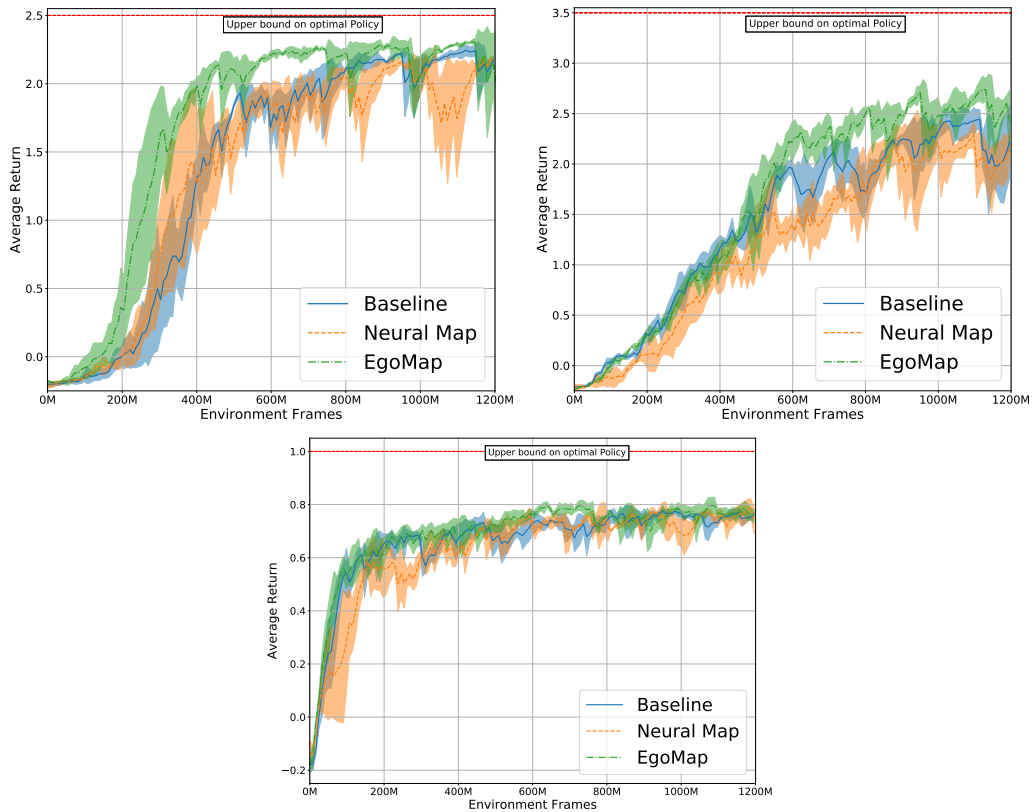 2.5
2.0
1.5
1.0
0.5
0.0
Average Return
Upper bound on optimal Policy
Baseline
Neural Map
EgoMap
0M 200M 400M 600M 800M 1000M 1200M
Environment Frames
3.5
3.0
2.5
2.0
1.5
1.0
0.5
0.0
Average Return
Upper bound on optimal Policy
Baseline
Neural Map
EgoMap
0M 200M 400M 600M 800M 1000M 1200M
Environment Frames
1.0
0.8
0.6
0.4
0.2
0.0
−0.2
Average Return
Upper bound on optimal Policy
Baseline
Neural Map
EgoMap
0M 200M 400M 600M 800M 1000M 1200M
Environment Frames